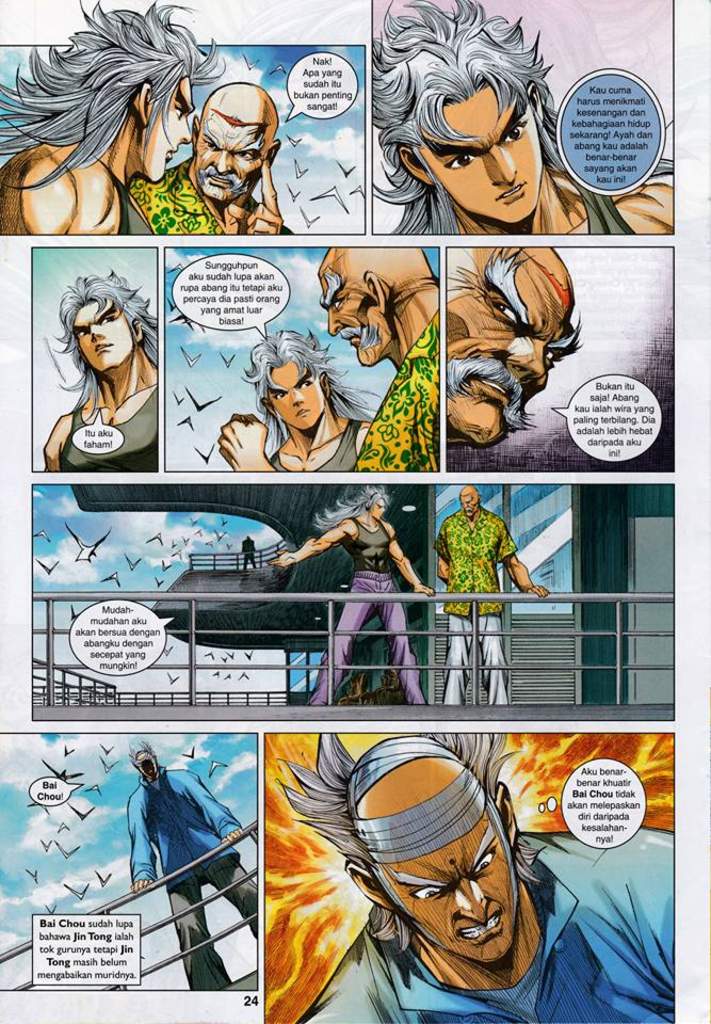 Nak!
Apa yang
sudah itu
bukan penting
sangat!
Kau cuma
harus menikmati
kesenangan dan
kebahagiaan hidup
sekarang! Ayah dan
abang kau adalah
benar-benar
sayang akan
kau ini!
Itu aku
faham!
Sungguhpun
aku sudah lupa akan
rupa abang itu tetapi aku
percaya dia pasti orang
yang amat luar
biasa!
Bukan itu
saja! Abang
kau ialah wira yang
paling terbilang. Dia
adalah lebih hebat
daripada aku
ini!
Mudah-
mudahan aku
akan bersua dengan
abangku dengan
secepat yang
mungkin!
Bai
Chou!
Bai Chou sudah lupa
bahawa Jin Tong ialah
tok gurunya tetapi Jin
Tong masih belum
mengabaikan muridnya.
Aku benar-
benar khuatir
Bai Chou tidak
akan melepaskan
diri daripada
kesalahan-
nya!
24